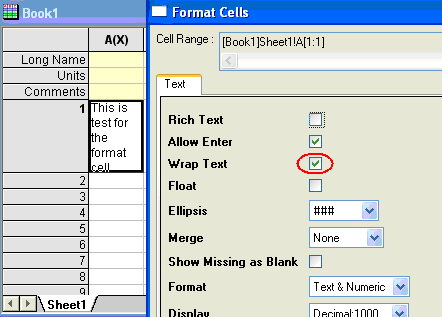 Book1
A(X)
Long Name
Units
Comments
1
This is
test for
the
format
cell
2
3
4
5
6
7
8
9
Sheet1
Format Cells
Cell Range :
[Book1]Sheet1!A[1:1]
Text
Rich Text
Allow Enter
Wrap Text
Float
Ellipsis ###
Merge None
Show Missing as Blank
Format Text & Numeric
Display Decimal:1000